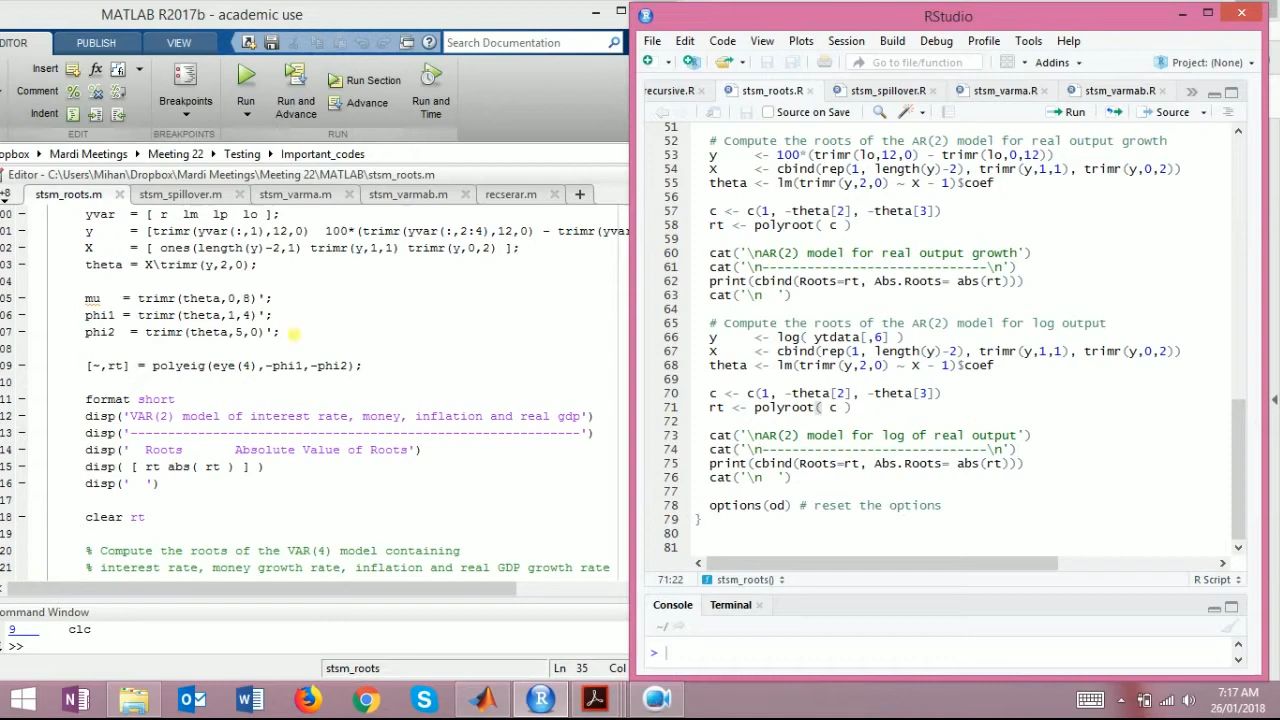 MATLAB R2017b - academic use
DITOR PUBLISH VIEW
Search Documentation
Insert
Comment
Indent
Breakpoints
Run
Run and
Advance
Run Section
Advance
Run and
Time
EDIT BREAKPOINTS RUN
opbox Mardi Meetings Meeting 22 Testing Important_codes
Editor - C:\Users\Mihan\Dropbox\Mardi Meetings\Meeting 22\MATLAB\stsm_roots.m
+8 stsm_roots.m stsm_spillover.m stsm_varma.m stsm_varmab.m recserar.m
00 yvar = [ r lm lp lo ];
01 y = [trimr(yvar(:,1),12,0) 100*(trimr(yvar(:,2:4),12,0) - trimr(yva
02 X = [ ones(length(y)-2,1) trimr(y,1,1) trimr(y,0,2) ];
03 theta = X\trimr(y,2,0);
04
05 mu = trimr(theta,0,8)';
06 phi1 = trimr(theta,1,4)';
07 phi2 = trimr(theta,5,0)';
08
09 [~,rt] = polyeig(eye(4),-phi1,-phi2);
10
11 format short
12 disp('VAR(2) model of interest rate, money, inflation and real gdp')
13 disp('------------------------------------------------------------')
14 disp(' Roots Absolute Value of Roots')
15 disp( [ rt abs( rt ) ] )
16 disp(' ')
17
18 clear rt
19
20 % Compute the roots of the VAR(4) model containing
21 % interest rate, money growth rate, inflation and real GDP growth rate
ommand Window
9 clc
>>
stsm_roots Ln 35 Col
RStudio
File Edit Code View Plots Session Build Debug Profile Tools Help
Go to file/function Addins Project: (None)
recursive.R stsm_roots.R stsm_spillover.R stsm_varma.R stsm_varmab.R
Source on Save Run Source
51
52 # Compute the roots of the AR(2) model for real output growth
53 y <- 100*(trimr(lo,12,0) - trimr(lo,0,12))
54 X <- cbind(rep(1, length(y)-2), trimr(y,1,1), trimr(y,0,2))
55 theta <- lm(trimr(y,2,0) ~ X - 1)$coef
56
57 c <- c(1, -theta[2], -theta[3])
58 rt <- polyroot( c )
59
60 cat('\nAR(2) model for real output growth')
61 cat('\n------------------------------\n')
62 print(cbind(Roots=rt, Abs.Roots= abs(rt)))
63 cat('\n ')
64
65 # Compute the roots of the AR(2) model for log output
66 y <- log( ytdata[,6] )
67 X <- cbind(rep(1, length(y)-2), trimr(y,1,1), trimr(y,0,2))
68 theta <- lm(trimr(y,2,0) ~ X - 1)$coef
69
70 c <- c(1, -theta[2], -theta[3])
71 rt <- polyroot( c )
72
73 cat('\nAR(2) model for log of real output')
74 cat('\n------------------------------\n')
75 print(cbind(Roots=rt, Abs.Roots= abs(rt)))
76 cat('\n ')
77
78 options(od) # reset the options
79 }
80
81
71:22 stsm_roots() R Script
Console Terminal
~/
>
7:17 AM
26/01/2018